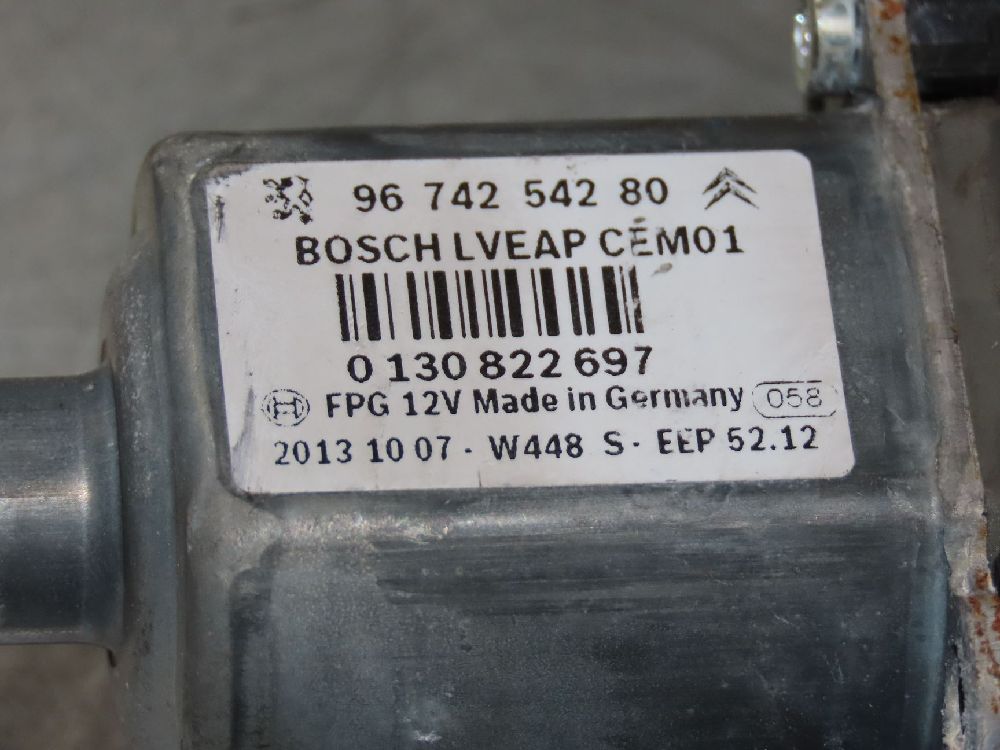 96 742 542 80
BOSCH LVEAP CEM01
0 130 822 697
H FPG 12V Made in Germany 058
2013 10 07 · W448 S · EEP 52.12